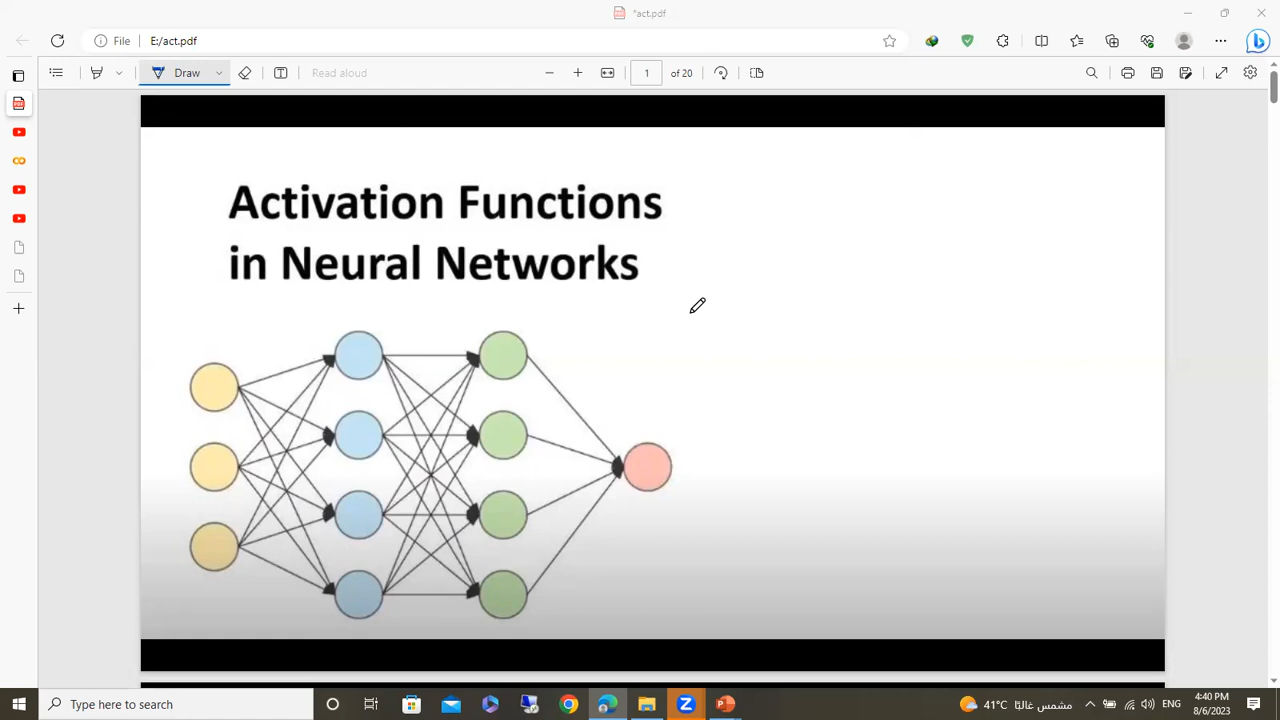 *act.pdf
File
E:/act.pdf
Draw
Read aloud
1
of 20
Activation Functions
in Neural Networks
Type here to search
41°C مشمس غالبًا
ENG
4:40 PM
8/6/2023